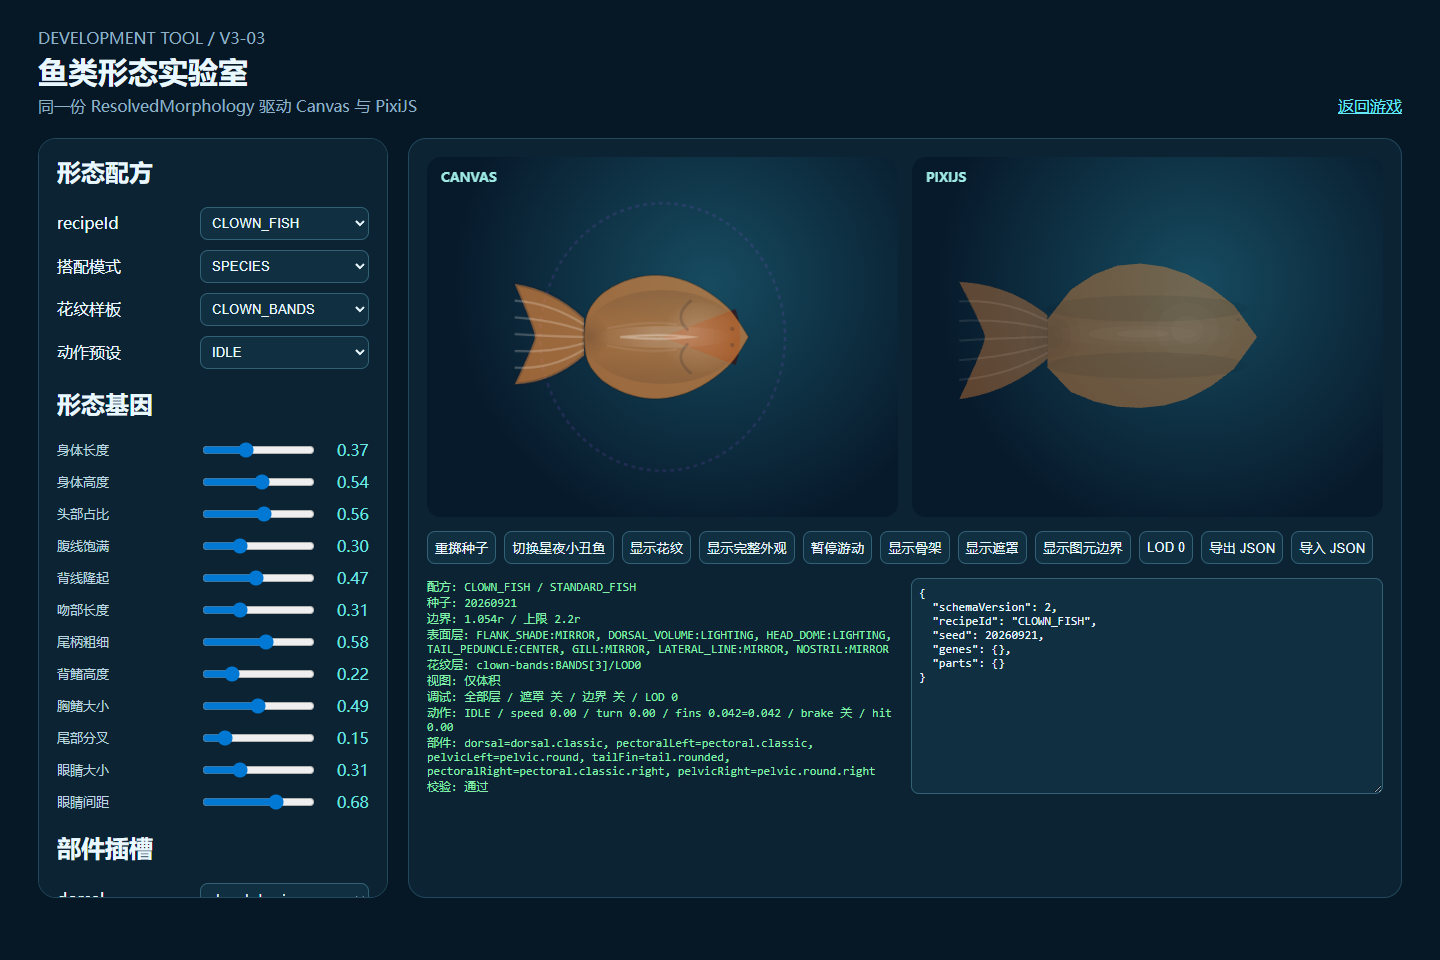 DEVELOPMENT TOOL / V3-03
鱼类形态实验室
同一份 ResolvedMorphology 驱动 Canvas 与 PixiJS
返回游戏
形态配方
recipeId
CLOWN_FISH
搭配模式
SPECIES
花纹样板
CLOWN_BANDS
动作预设
IDLE
形态基因
身体长度 0.37
身体高度 0.54
头部占比 0.56
腹线饱满 0.30
背线隆起 0.47
吻部长度 0.31
尾柄粗细 0.58
背鳍高度 0.22
胸鳍大小 0.49
尾部分叉 0.15
眼睛大小 0.31
眼睛间距 0.68
部件插槽
CANVAS
PIXIJS
重掷种子 切换星夜小丑鱼 显示花纹 显示完整外观 暂停游动 显示骨架 显示遮罩 显示图元边界 LOD 0 导出 JSON 导入 JSON
配方: CLOWN_FISH / STANDARD_FISH
种子: 20260921
边界: 1.054r / 上限 2.2r
表面层: FLANK_SHADE:MIRROR, DORSAL_VOLUME:LIGHTING, HEAD_DOME:LIGHTING,
TAIL_PEDUNCLE:CENTER, GILL:MIRROR, LATERAL_LINE:MIRROR, NOSTRIL:MIRROR
花纹层: clown-bands:BANDS[3]/LOD0
视图: 仅体积
调试: 全部层 / 遮罩 关 / 边界 关 / LOD 0
动作: IDLE / speed 0.00 / turn 0.00 / fins 0.042=0.042 / brake 关 / hit
0.00
部件: dorsal=dorsal.classic, pectoralLeft=pectoral.classic,
pelvicLeft=pelvic.round, tailFin=tail.rounded,
pectoralRight=pectoral.classic.right, pelvicRight=pelvic.round.right
校验: 通过
{
"schemaVersion": 2,
"recipeId": "CLOWN_FISH",
"seed": 20260921,
"genes": {},
"parts": {}
}